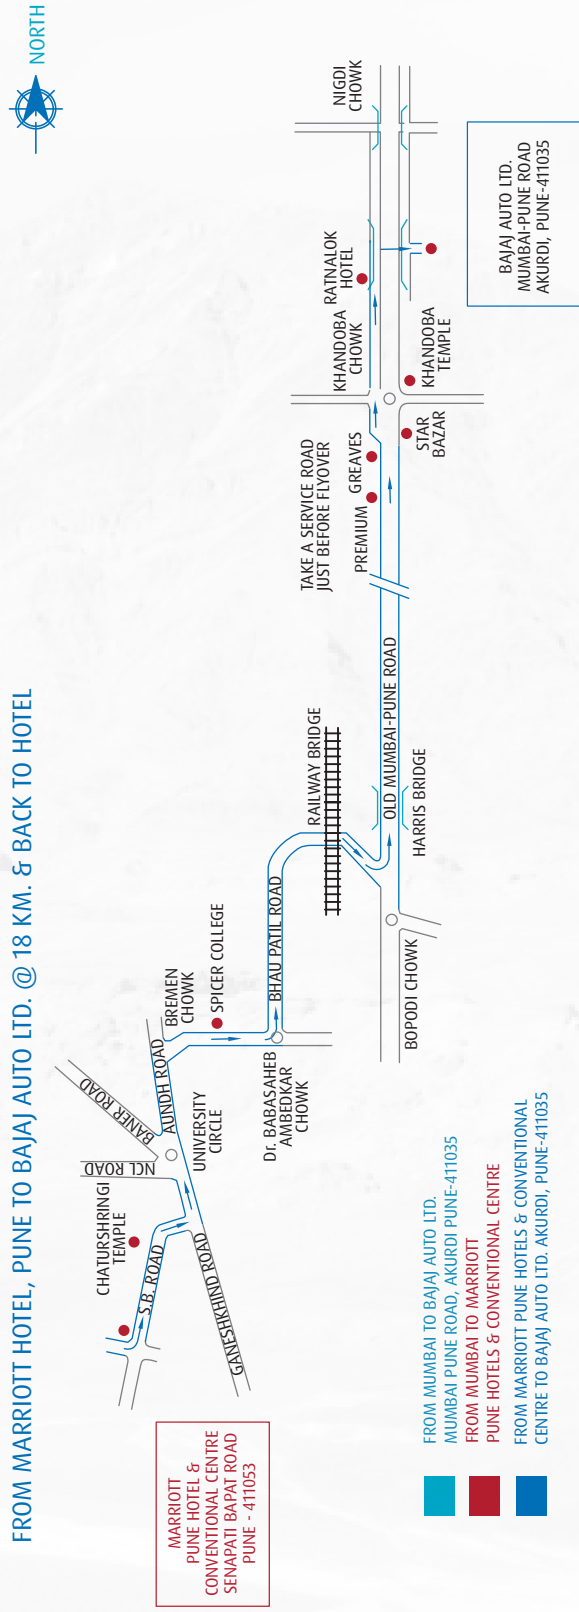 FROM MARRIOTT HOTEL, PUNE TO BAJAJ AUTO LTD. @ 18 KM. & BACK TO HOTEL
NORTH
MARRIOTT
PUNE HOTEL &
CONVENTIONAL CENTRE
SENAPATI BAPAT ROAD
PUNE - 411053
CHATURSHRINGI
TEMPLE
S.B. ROAD
GANESHKHIND ROAD
NCL ROAD
BANER ROAD
AUNDH ROAD
UNIVERSITY
CIRCLE
BREMEN
CHOWK
SPICER COLLEGE
Dr. BABASAHEB
AMBEDKAR
CHOWK
BHAU PATIL ROAD
RAILWAY BRIDGE
BOPODI CHOWK
HARRIS BRIDGE
OLD MUMBAI-PUNE ROAD
TAKE A SERVICE ROAD
JUST BEFORE FLYOVER
PREMIUM
GREAVES
STAR
BAZAR
KHANDOBA
CHOWK
KHANDOBA
TEMPLE
RATNALOK
HOTEL
NIGDI
CHOWK
BAJAJ AUTO LTD.
MUMBAI-PUNE ROAD
AKURDI, PUNE-411035
FROM MUMBAI TO BAJAJ AUTO LTD.
MUMBAI PUNE ROAD, AKURDI PUNE-411035
FROM MUMBAI TO MARRIOTT
PUNE HOTELS & CONVENTIONAL CENTRE
FROM MARRIOTT PUNE HOTELS & CONVENTIONAL
CENTRE TO BAJAJ AUTO LTD. AKURDI, PUNE-411035